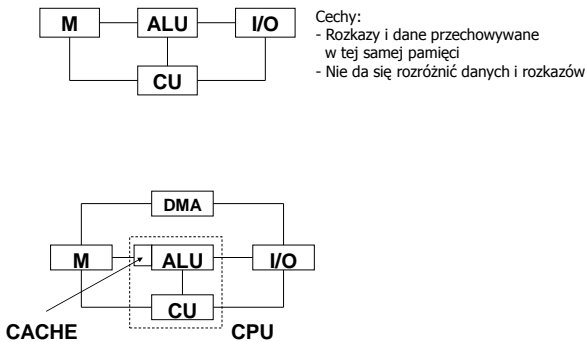 M ALU I/O
CU
Cechy:
- Rozkazy i dane przechowywane
w tej samej pamięci
- Nie da się rozróżnić danych i rozkazów
DMA
M ALU I/O
CU
CACHE CPU